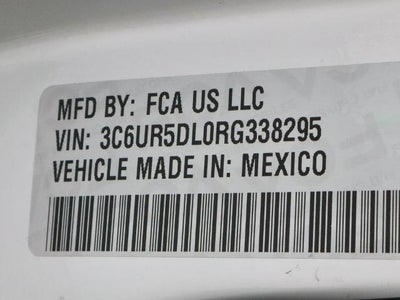 MFD BY: FCA US LLC
VIN: 3C6UR5DL0RG338295
VEHICLE MADE IN: MEXICO